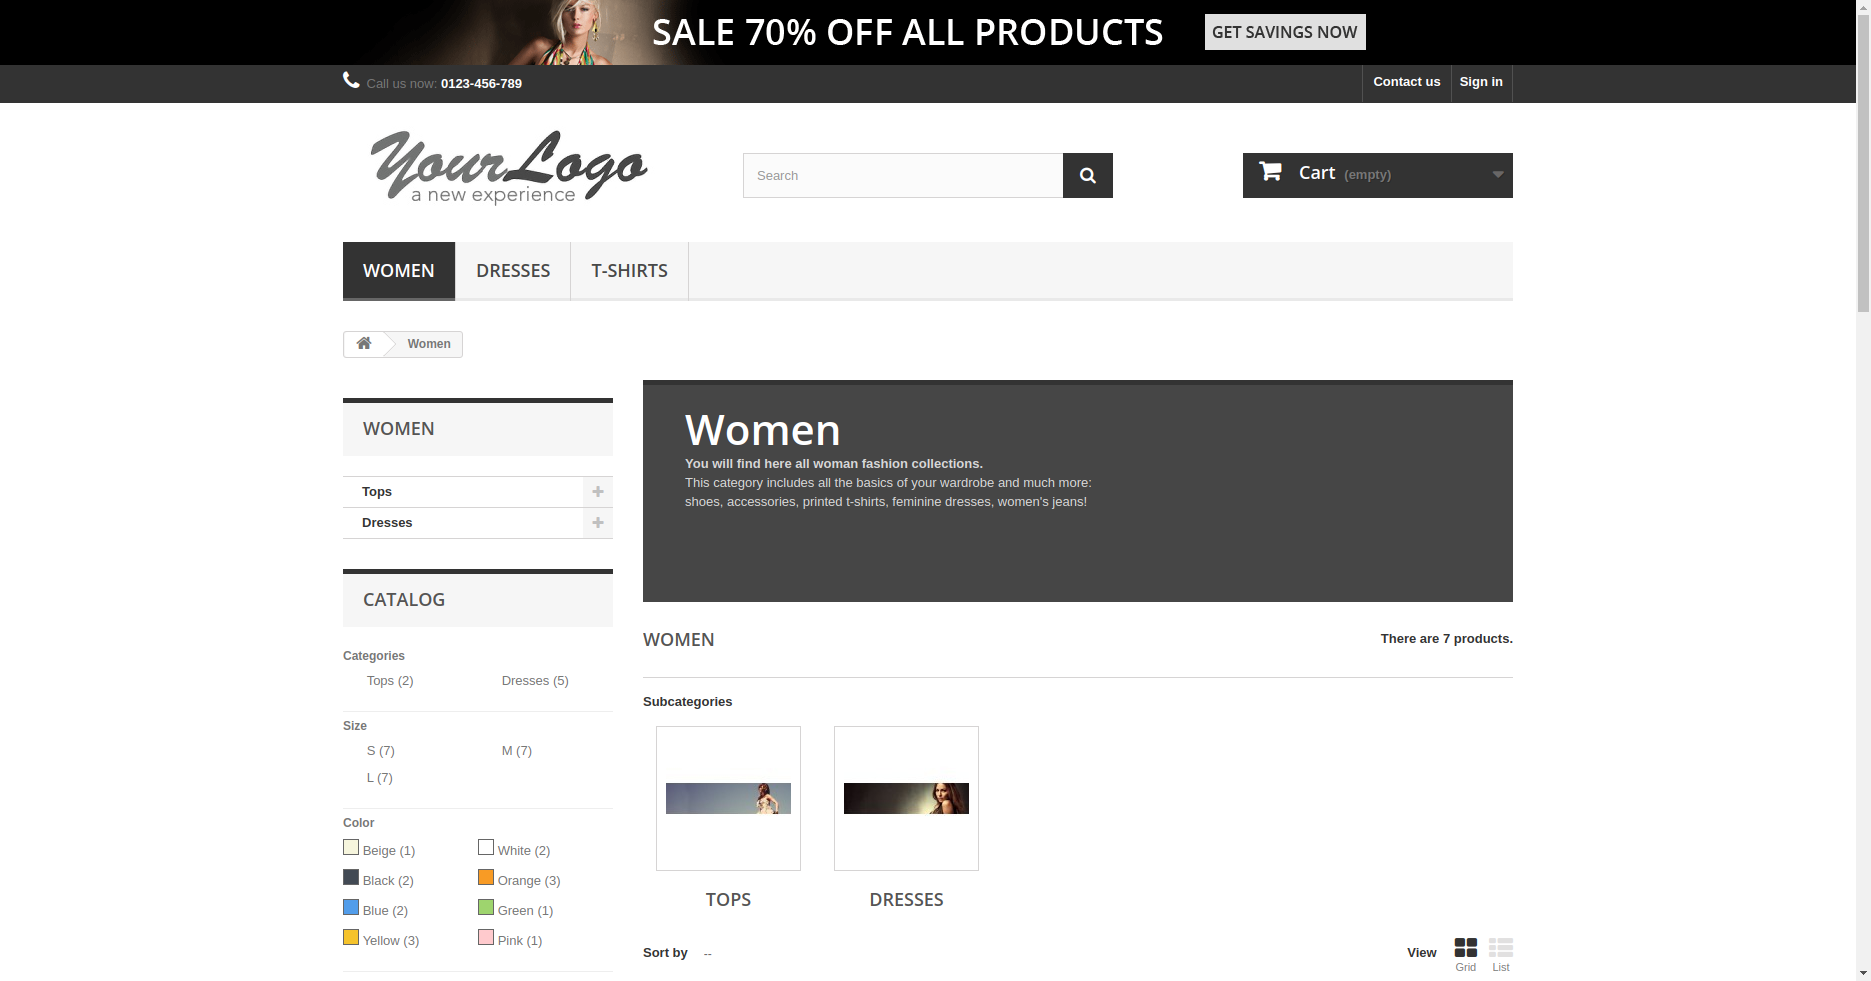 SALE 70% OFF ALL PRODUCTS
GET SAVINGS NOW
Call us now: 0123-456-789
Contact us
Sign in
YourLogo
a new experience
Search
Cart (empty)
WOMEN
DRESSES
T-SHIRTS
Women
WOMEN
Tops
Dresses
CATALOG
Categories
Tops (2)
Dresses (5)
Size
S (7)
M (7)
L (7)
Color
Beige (1)
White (2)
Black (2)
Orange (3)
Blue (2)
Green (1)
Yellow (3)
Pink (1)
Women
You will find here all woman fashion collections.
This category includes all the basics of your wardrobe and much more:
shoes, accessories, printed t-shirts, feminine dresses, women's jeans!
WOMEN
There are 7 products.
Subcategories
TOPS
DRESSES
Sort by
--
View
Grid
List